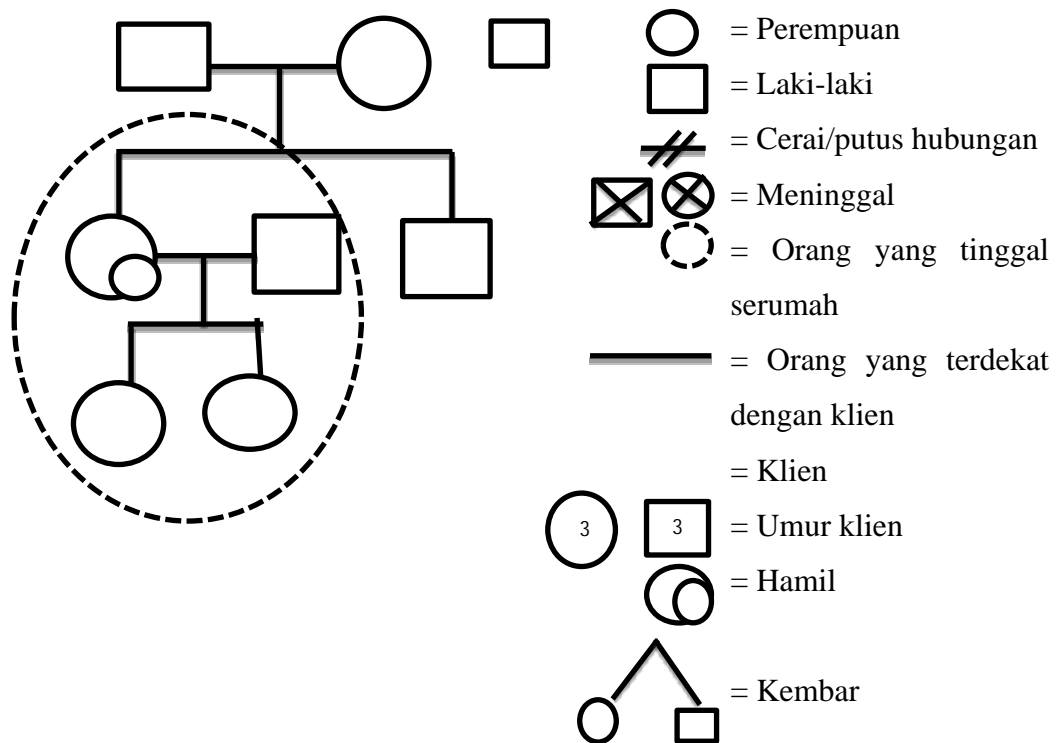 = Perempuan
= Laki-laki
= Cerai/putus hubungan
= Meninggal
= Orang yang tinggal
serumah
= Orang yang terdekat
dengan klien
= Klien
3 3 = Umur klien
= Hamil
= Kembar